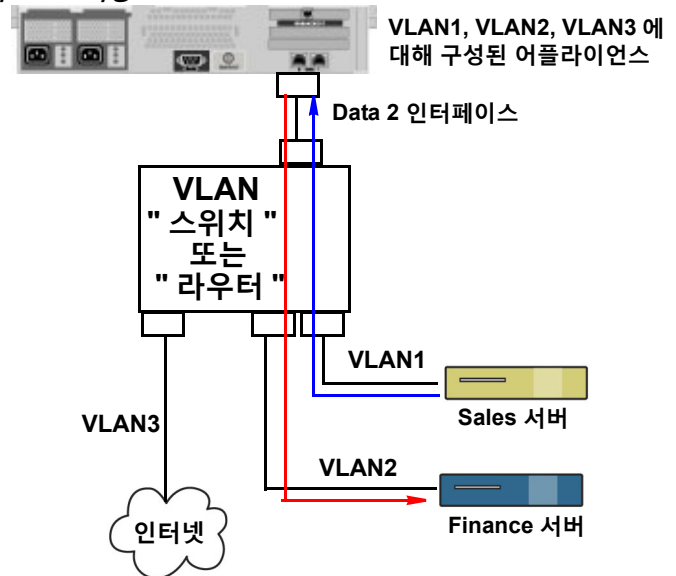 VLAN1, VLAN2, VLAN3 에
대해 구성된 어플라이언스
Data 2 인터페이스
VLAN
" 스위치 "
또는
" 라우터 "
VLAN1
Sales 서버
VLAN3
VLAN2
인터넷
Finance 서버